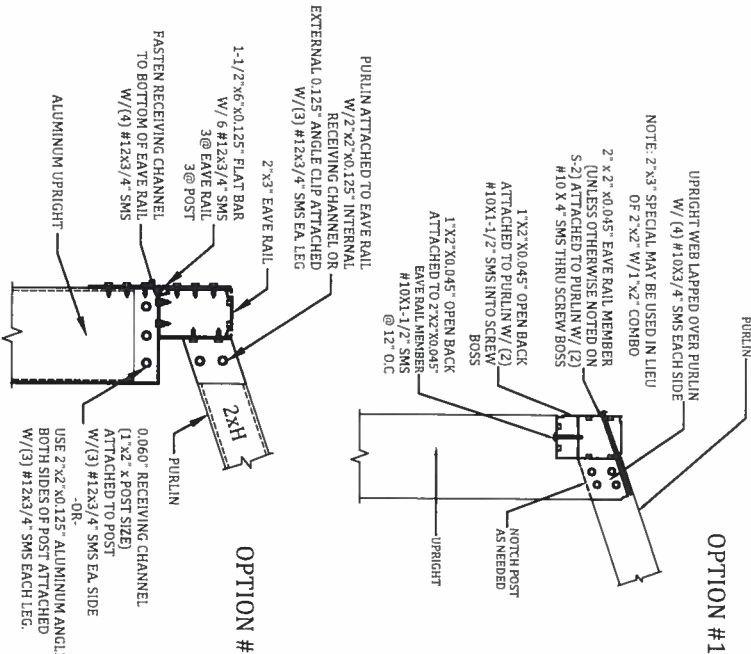 OPTION #1
PURLIN
UPRIGHT WEB LAPPED OVER PURLIN
W/ (4) #10X3/4" SMS EACH SIDE
NOTE: 2"x3" SPECIAL MAY BE USED IN LIEU
OF 2"x2" W/1"x2" COMBO
2" x 2" x0.045" EAVE RAIL MEMBER
(UNLESS OTHERWISE NOTED ON
S-2) ATTACHED TO PURLIN W/ (2)
#10 X 4" SMS THRU SCREW BOSS
1"X2"X0.045" OPEN BACK
ATTACHED TO PURLIN W/ (2)
#10X1-1/2" SMS INTO SCREW
BOSS
1"X2"X0.045" OPEN BACK
ATTACHED TO 2"X2"X0.045"
EAVE RAIL MEMBER
#10X1-1/2" SMS
@ 12" O.C
NOTCH POST
AS NEEDED
UPRIGHT
OPTION #
PURLIN ATTACHED TO EAVE RAIL
W/2"x2"x0.125" INTERNAL
RECEIVING CHANNEL OR
EXTERNAL 0.125" ANGLE CLIP ATTACHED
W/(3) #12x3/4" SMS EA. LEG
2"x3" EAVE RAIL
1-1/2"x6"x0.125" FLAT BAR
W/ 6 #12x3/4" SMS
3@ EAVE RAIL
3@ POST
FASTEN RECEIVING CHANNEL
TO BOTTOM OF EAVE RAIL
W/(4) #12x3/4" SMS
ALUMINUM UPRIGHT
2xH
PURLIN
0.060" RECEIVING CHANNEL
(1"x2" x POST SIZE)
ATTACHED TO POST
W/(3) #12x3/4" SMS EA. SIDE
-OR-
USE 2"x2"x0.125" ALUMINUM ANGL
BOTH SIDES OF POST ATTACHED
W/(3) #12x3/4" SMS EACH LEG.